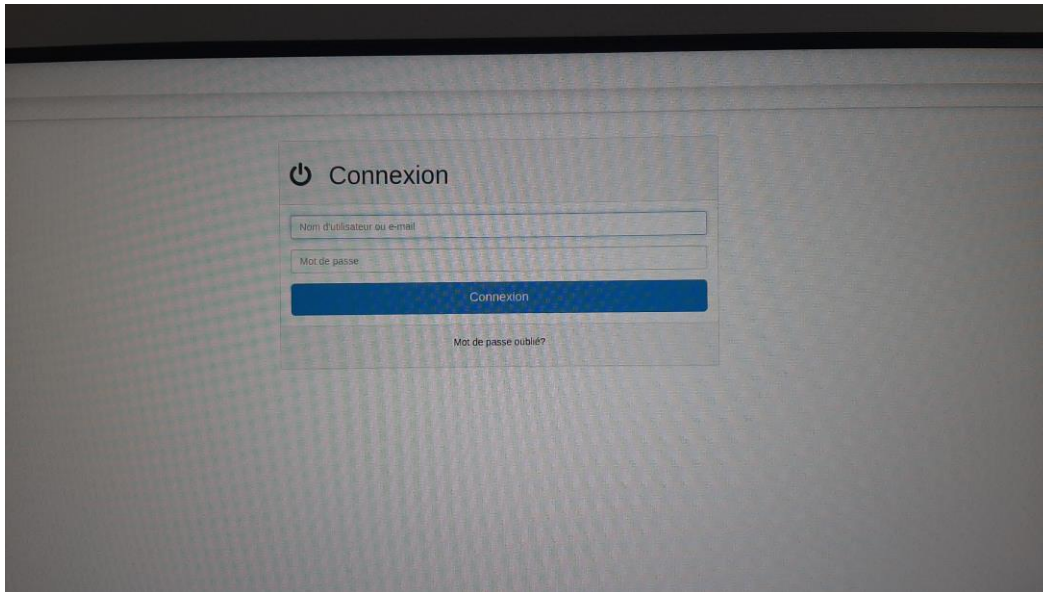 Connexion
Nom d'utilisateur ou e-mail
Mot de passe
Connexion
Mot de passe oublié?